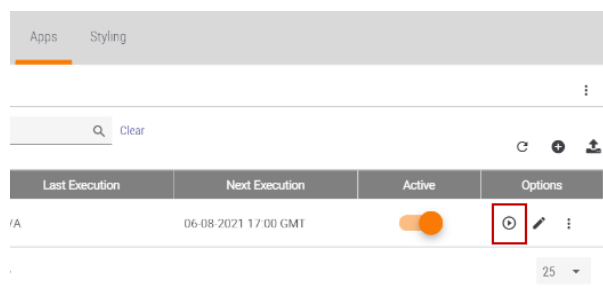 Apps Styling
Clear
Last Execution Next Execution Active Options
/A 06-08-2021 17:00 GMT
25